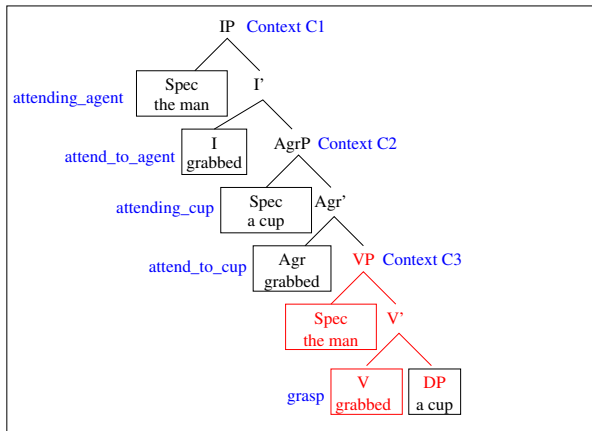 IP Context C1
attending_agent Spec I'
the man
attend_to_agent I AgrP Context C2
grabbed
attending_cup Spec Agr'
a cup
attend_to_cup Agr VP Context C3
grabbed
Spec V'
the man
grasp V DP
grabbed a cup